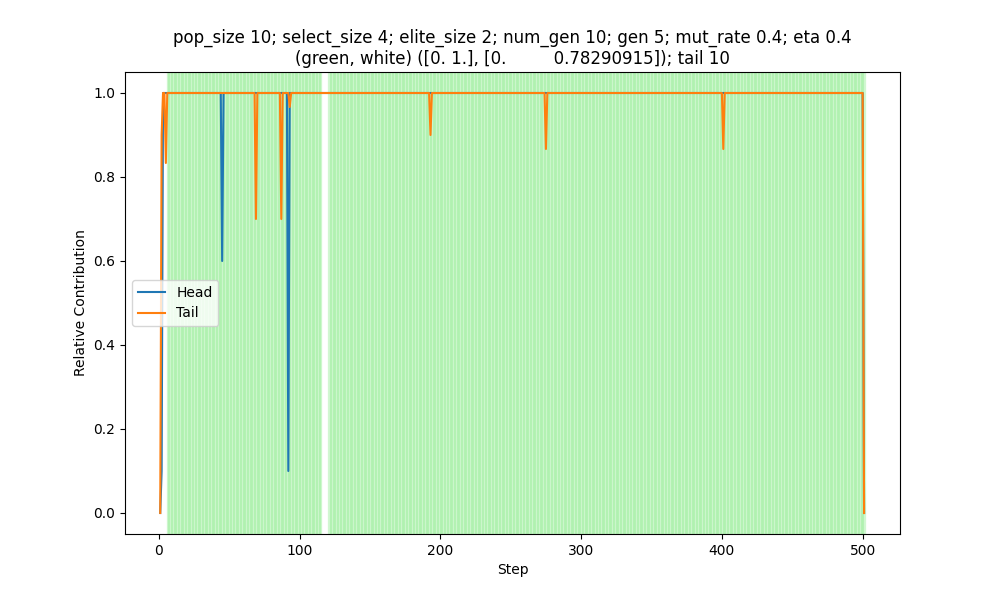 pop_size 10; select_size 4; elite_size 2; num_gen 10; gen 5; mut_rate 0.4; eta 0.4
(green, white) ([0. 1.], [0.          0.78290915]); tail 10
1.0
0.8
0.6
0.4
0.2
0.0
Relative Contribution
Head
Tail
0
100
200
300
400
500
Step